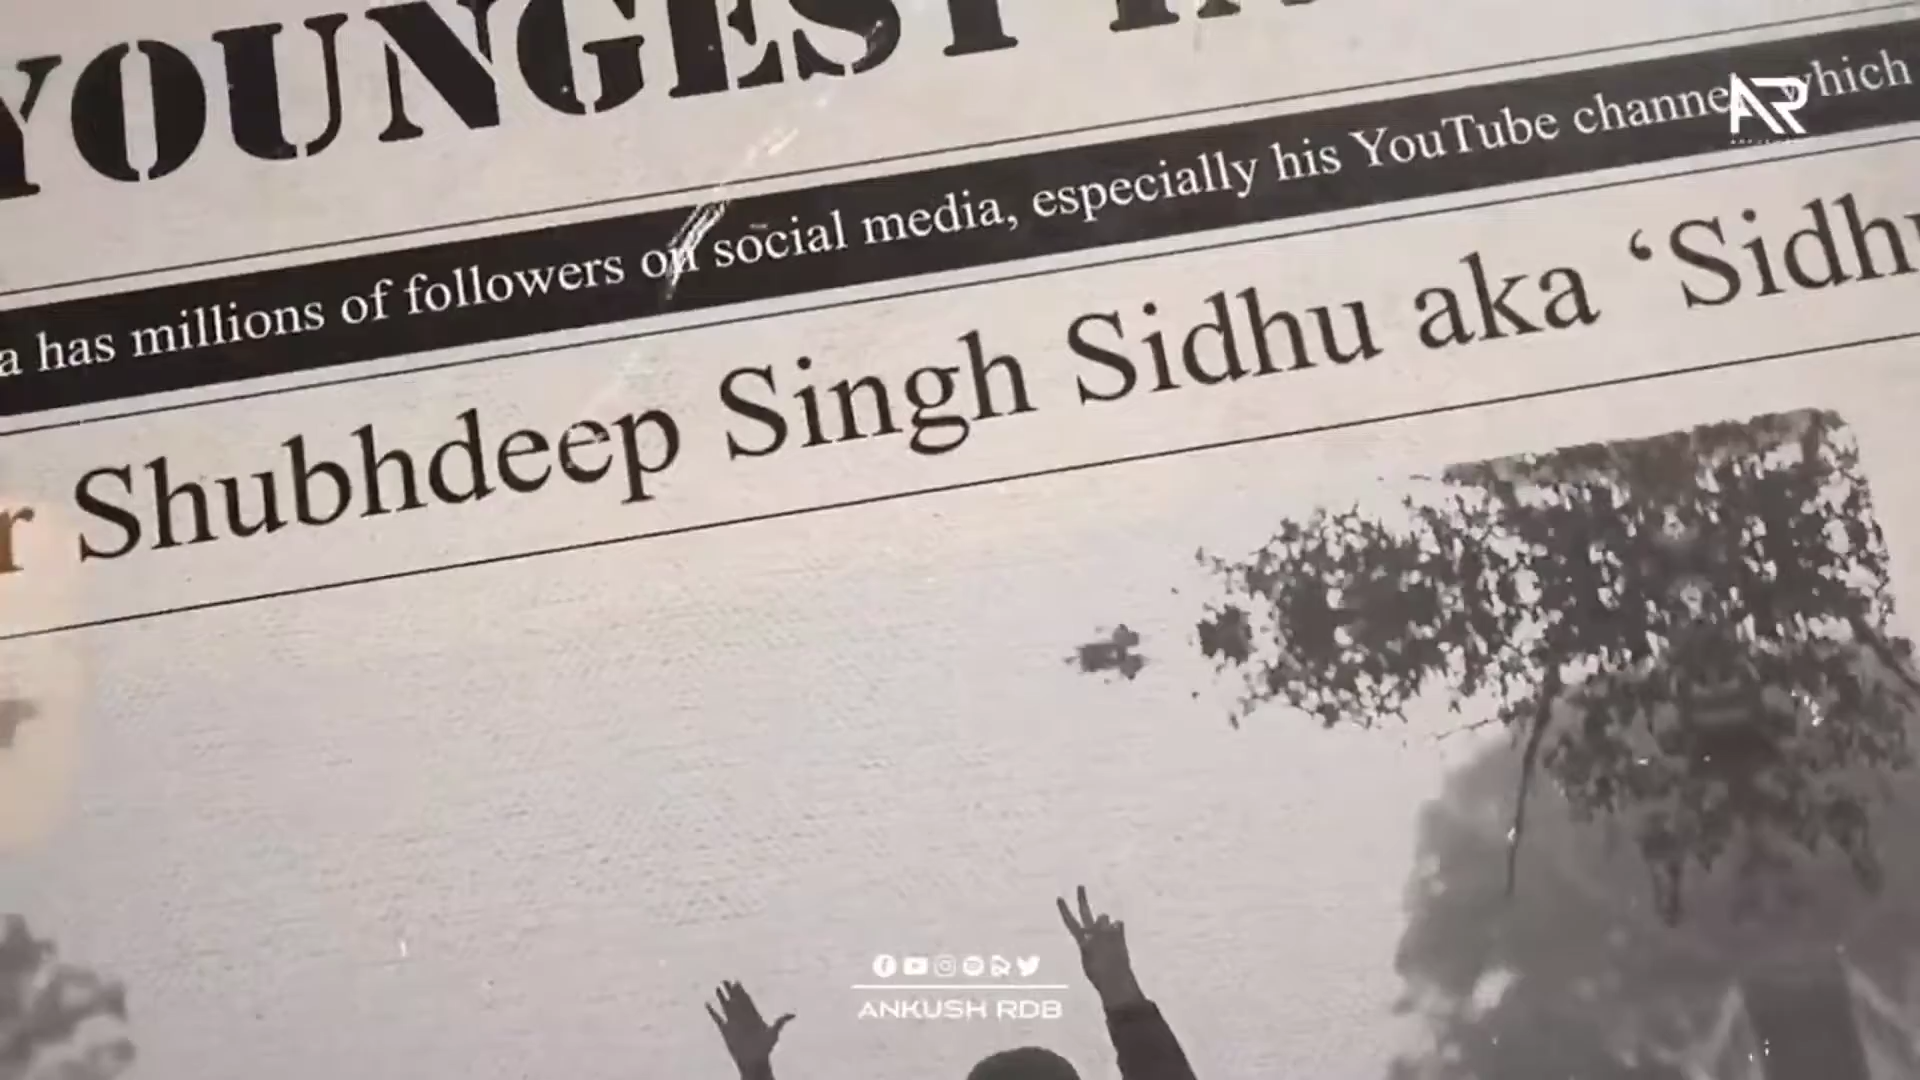 YOUNGEST
a has millions of followers on social media, especially his YouTube channel which
r Shubhdeep Singh Sidhu aka ‘Sidhu
AR
ANKUSH RDB